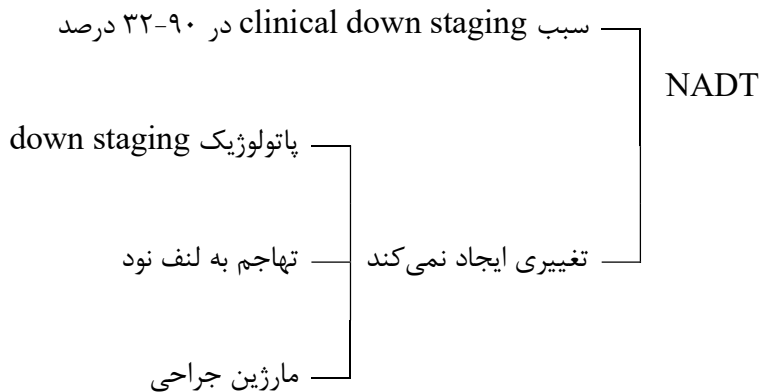 سبب clinical down staging در ۹۰-۳۲ درصد
NADT
پاتولوژیک down staging
تغییری ایجاد نمی‌کند
تهاجم به لنف نود
مارژین جراحی